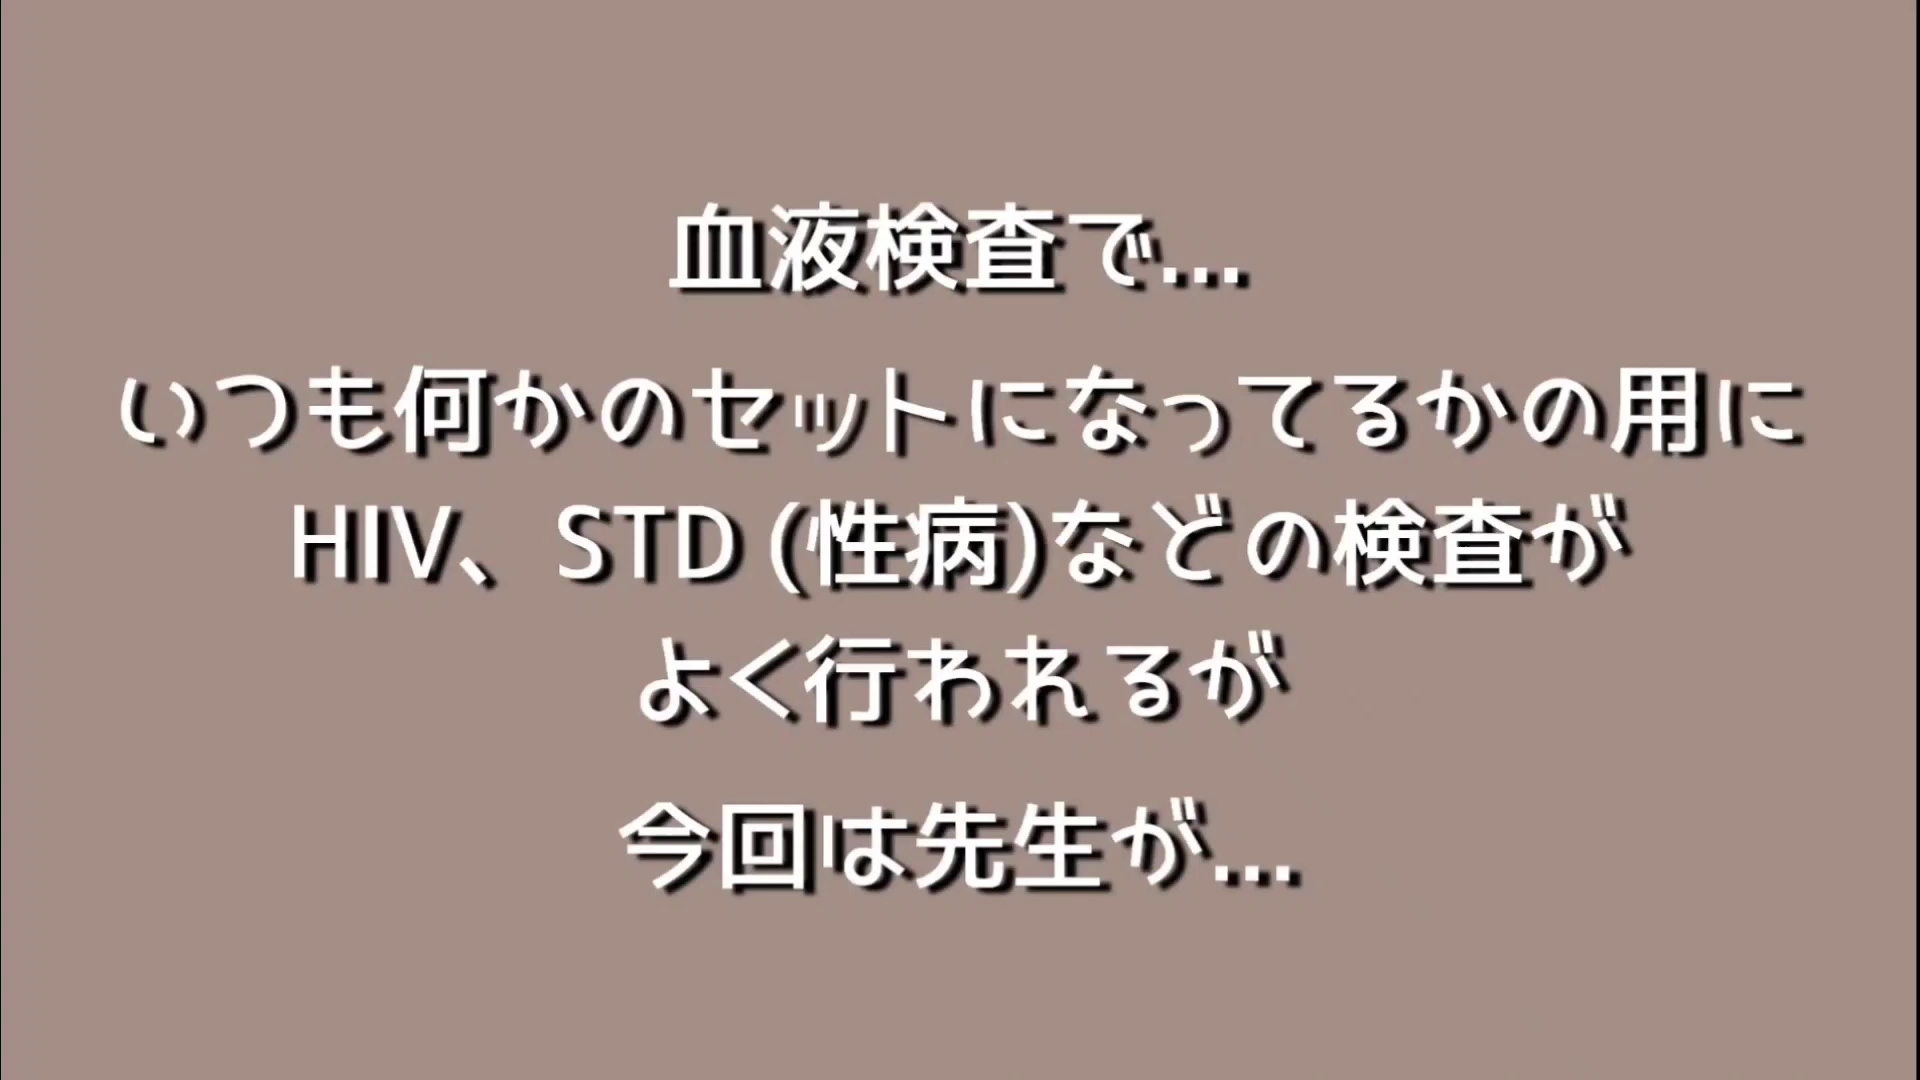 血液検査で...
いつも何かのセットになってるかの用に
HIV、STD (性病)などの検査が
よく行われるが
今回は先生が...